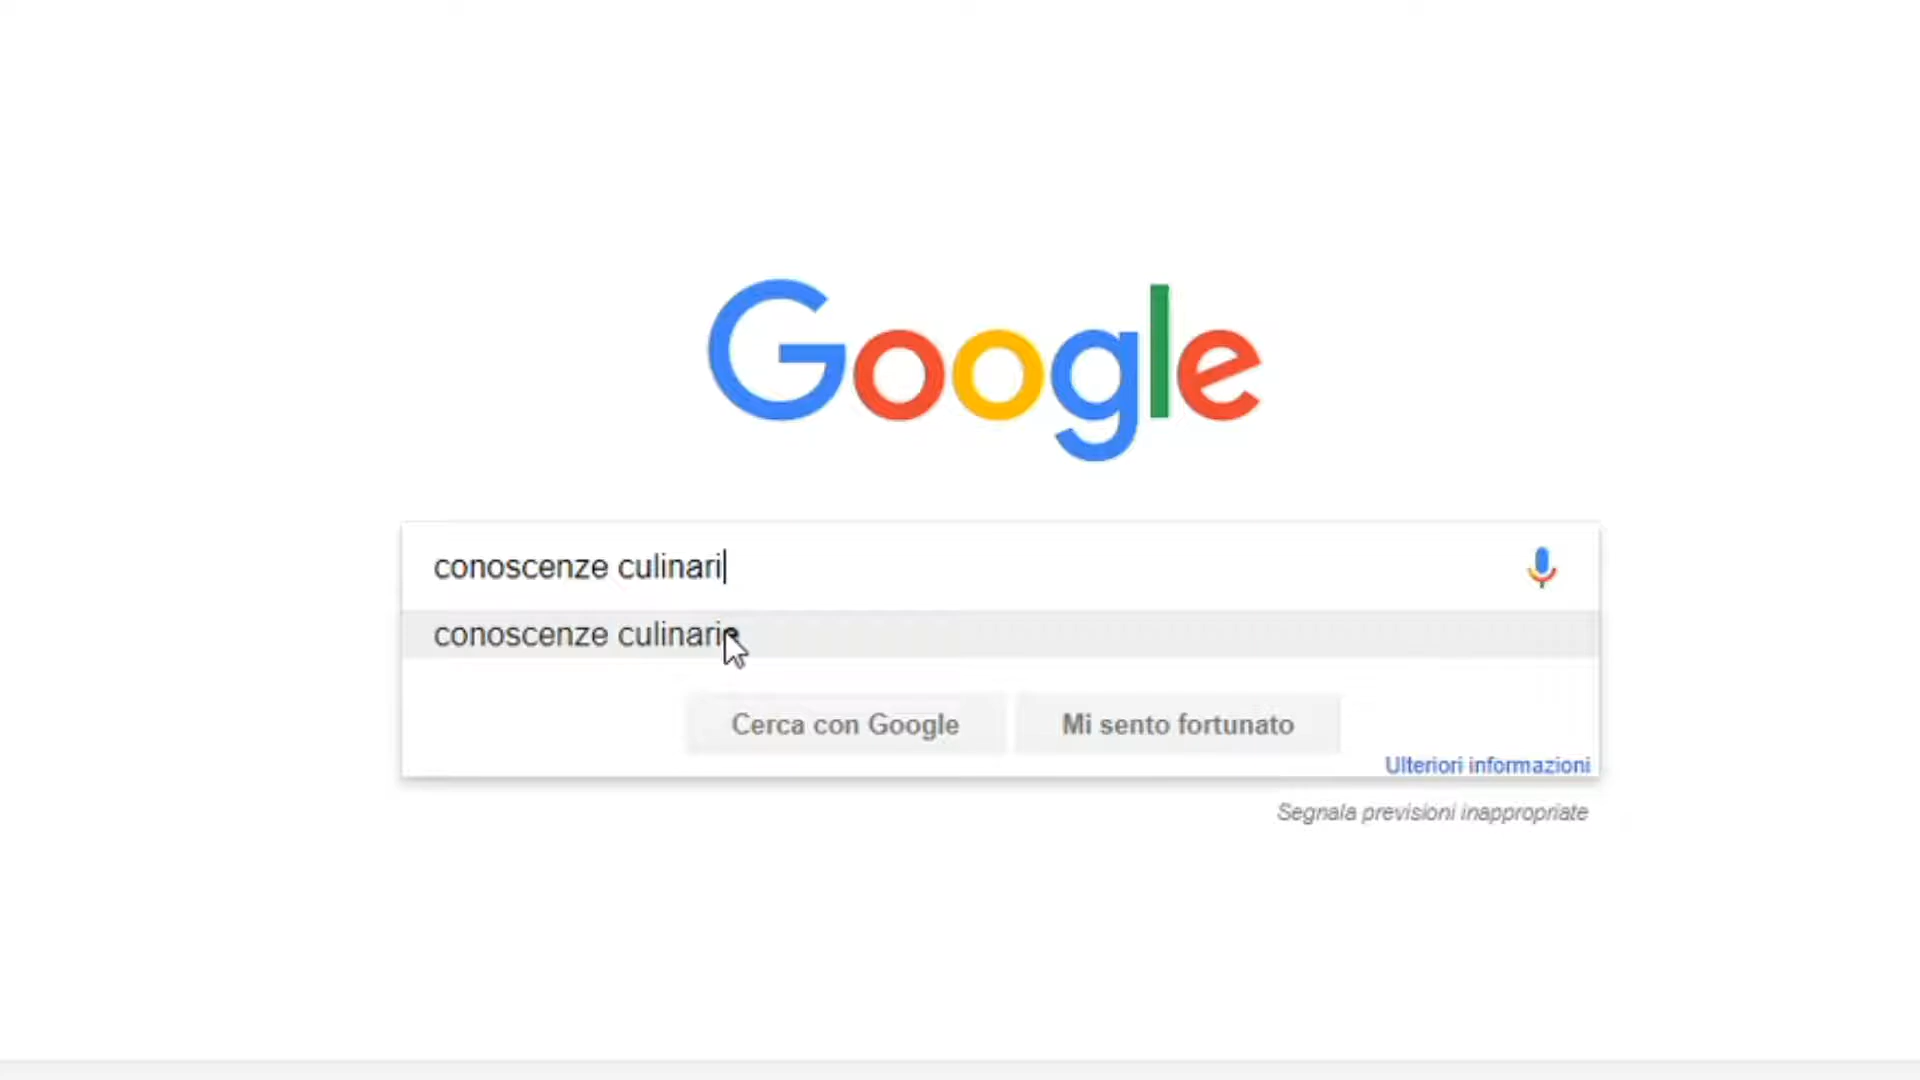 Google
conoscenze culinari
conoscenze culinarie
Cerca con Google
Mi sento fortunato
Ulteriori informazioni
Segnala previsioni inappropriate